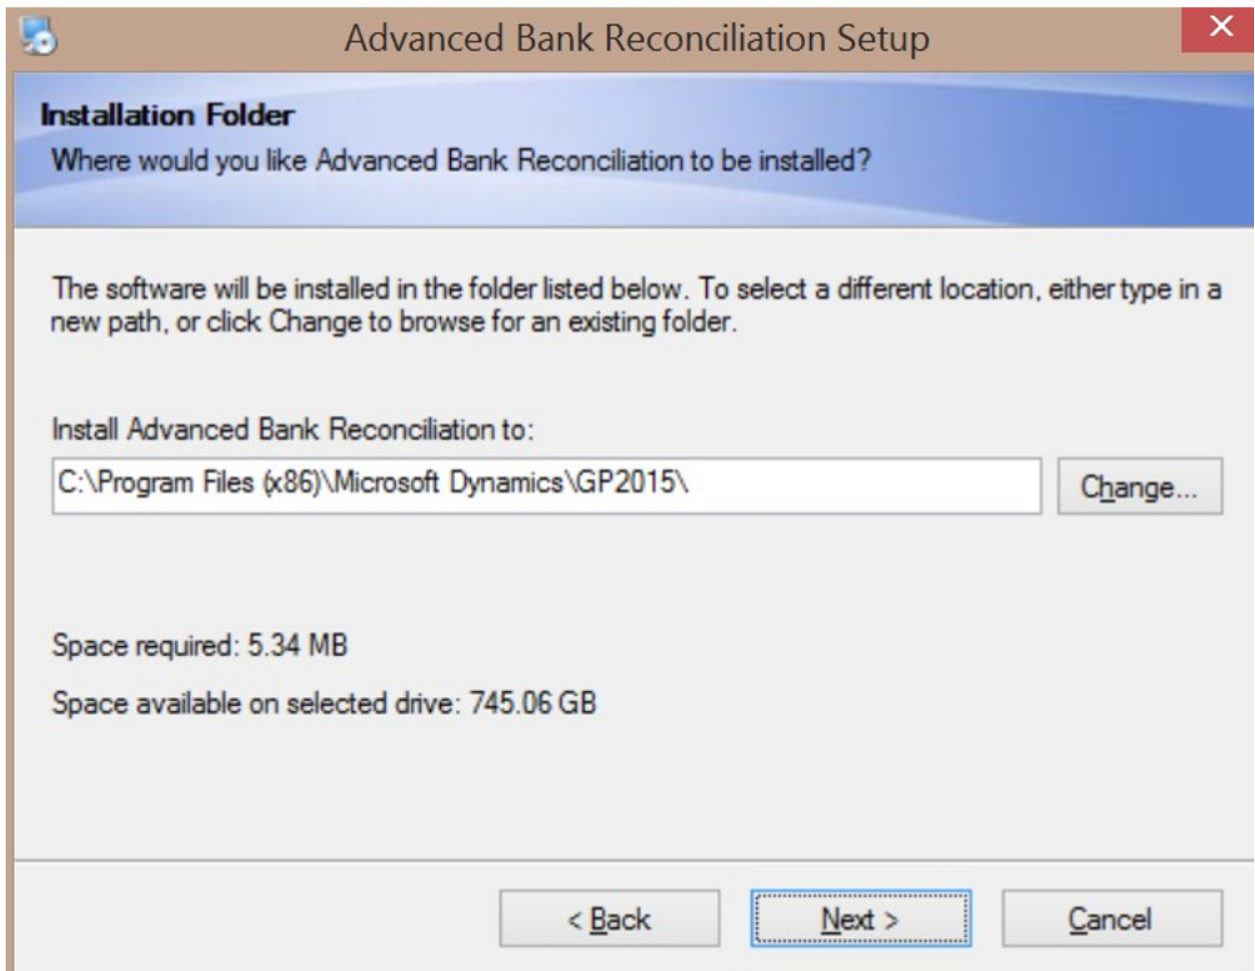 Advanced Bank Reconciliation Setup
Installation Folder
Where would you like Advanced Bank Reconciliation to be installed?
The software will be installed in the folder listed below. To select a different location, either type in a
new path, or click Change to browse for an existing folder.
Install Advanced Bank Reconciliation to:
C:\Program Files (x86)\Microsoft Dynamics\GP2015\
Change...
Space required: 5.34 MB
Space available on selected drive: 745.06 GB
< Back
Next >
Cancel